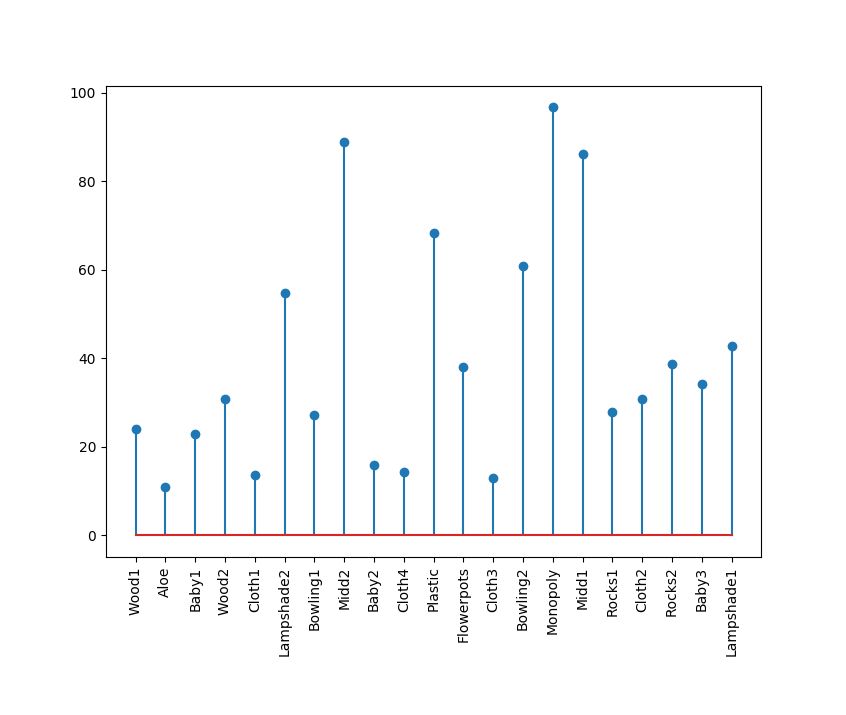 100
80
60
40
20
0
Wood1
Aloe
Baby1
Wood2
Cloth1
Lampshade2
Bowling1
Midd2
Baby2
Cloth4
Plastic
Flowerpots
Cloth3
Bowling2
Monopoly
Midd1
Rocks1
Cloth2
Rocks2
Baby3
Lampshade1